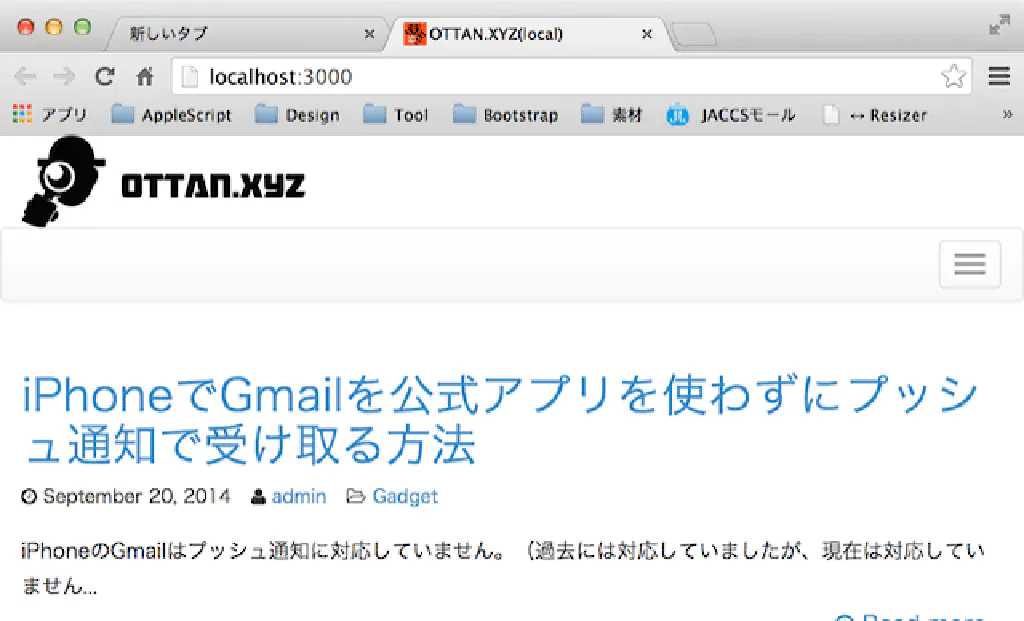 新しいタブ
OTTAN.XYZ(local)
localhost:3000
アプリ AppleScript Design Tool Bootstrap 素材 JACCSモール ↔ Resizer »
OTTAN.XYZ
iPhoneでGmailを公式アプリを使わずにプッシ
ュ通知で受け取る方法
September 20, 2014 admin Gadget
iPhoneのGmailはプッシュ通知に対応していません。（過去には対応していましたが、現在は対応してい
ません...
Read more